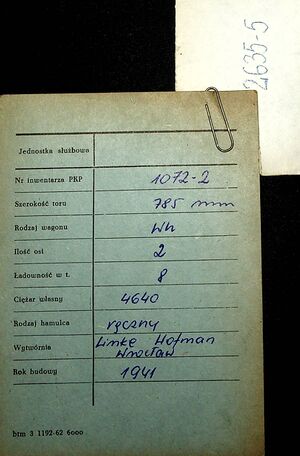 2635-5
Jednostka służbowa
Nr inwentarza PKP 1072-2
Szerokość toru 785 mm
Rodzaj wagonu Wh
Ilość osi 2
Ładowność w t. 8
Ciężar własny 4640
Rodzaj hamulca ręczny
Wytwórnia Linke Hofman
Wrocław
Rok budowy 1941
btm 3 1192-62 6000